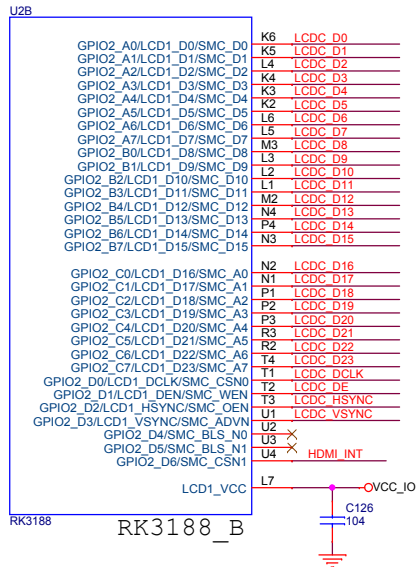 U2B
GPIO2_A0/LCD1_D0/SMC_D0 K6 LCDC_D0
GPIO2_A1/LCD1_D1/SMC_D1 K5 LCDC_D1
GPIO2_A2/LCD1_D2/SMC_D2 L4 LCDC_D2
GPIO2_A3/LCD1_D3/SMC_D3 K4 LCDC_D3
GPIO2_A4/LCD1_D4/SMC_D4 K3 LCDC_D4
GPIO2_A5/LCD1_D5/SMC_D5 K2 LCDC_D5
GPIO2_A6/LCD1_D6/SMC_D6 L6 LCDC_D6
GPIO2_A7/LCD1_D7/SMC_D7 L5 LCDC_D7
GPIO2_B0/LCD1_D8/SMC_D8 M3 LCDC_D8
GPIO2_B1/LCD1_D9/SMC_D9 L3 LCDC_D9
GPIO2_B2/LCD1_D10/SMC_D10 L2 LCDC_D10
GPIO2_B3/LCD1_D11/SMC_D11 L1 LCDC_D11
GPIO2_B4/LCD1_D12/SMC_D12 M2 LCDC_D12
GPIO2_B5/LCD1_D13/SMC_D13 N4 LCDC_D13
GPIO2_B6/LCD1_D14/SMC_D14 P4 LCDC_D14
GPIO2_B7/LCD1_D15/SMC_D15 N3 LCDC_D15
GPIO2_C0/LCD1_D16/SMC_A0 N2 LCDC_D16
GPIO2_C1/LCD1_D17/SMC_A1 N1 LCDC_D17
GPIO2_C2/LCD1_D18/SMC_A2 P1 LCDC_D18
GPIO2_C3/LCD1_D19/SMC_A3 P2 LCDC_D19
GPIO2_C4/LCD1_D20/SMC_A4 P3 LCDC_D20
GPIO2_C5/LCD1_D21/SMC_A5 R3 LCDC_D21
GPIO2_C6/LCD1_D22/SMC_A6 R2 LCDC_D22
GPIO2_C7/LCD1_D23/SMC_A7 T4 LCDC_D23
GPIO2_D0/LCD1_DCLK/SMC_CSN0 T1 LCDC_DCLK
GPIO2_D1/LCD1_DEN/SMC_WEN T2 LCDC_DE
GPIO2_D2/LCD1_HSYNC/SMC_OEN T3 LCDC_HSYNC
GPIO2_D3/LCD1_VSYNC/SMC_ADVN U1 LCDC_VSYNC
GPIO2_D4/SMC_BLS_N0 U2
GPIO2_D5/SMC_BLS_N1 U3
GPIO2_D6/SMC_CSN1 U4 HDMI_INT
LCD1_VCC L7 VCC_IO
C126
104
RK3188
RK3188_B